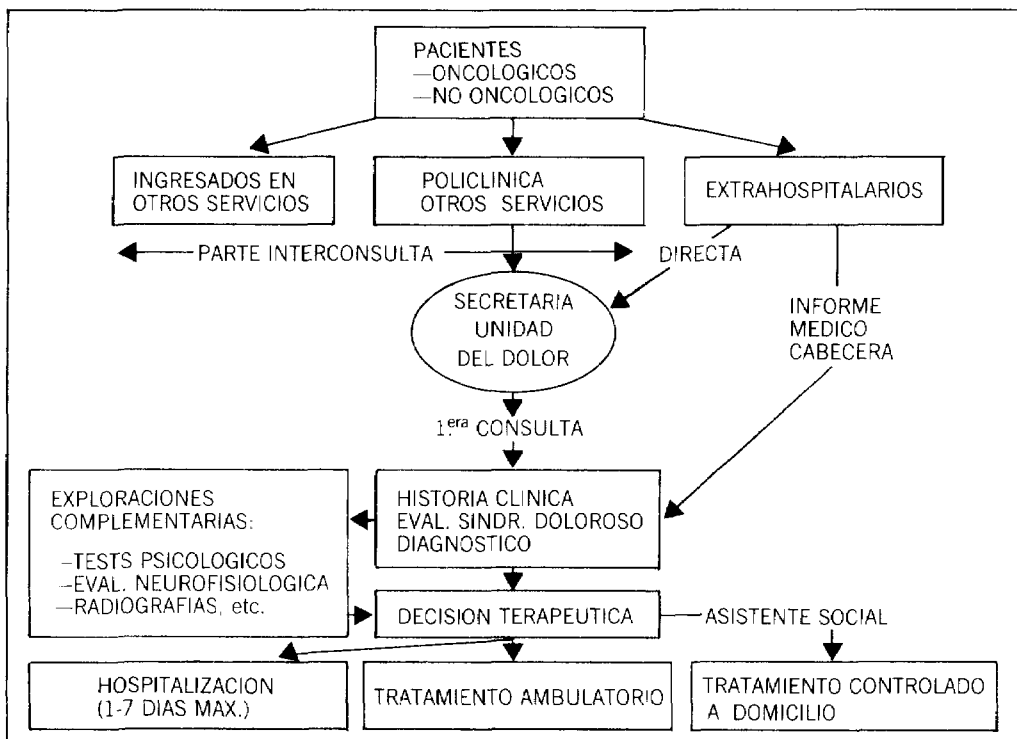 PACIENTES
—ONCOLOGICOS
—NO ONCOLOGICOS
INGRESADOS EN
OTROS SERVICIOS
POLICLINICA
OTROS SERVICIOS
EXTRAHOSPITALARIOS
PARTE INTERCONSULTA
DIRECTA
SECRETARIA
UNIDAD
DEL DOLOR
INFORME
MEDICO
CABECERA
1.era CONSULTA
EXPLORACIONES
COMPLEMENTARIAS:
—TESTS PSICOLOGICOS
—EVAL. NEUROFISIOLOGICA
—RADIOGRAFIAS, etc.
HISTORIA CLINICA
EVAL. SINDR. DOLOROSO
DIAGNOSTICO
DECISION TERAPEUTICA
ASISTENTE SOCIAL
HOSPITALIZACION
(1-7 DIAS MAX.)
TRATAMIENTO AMBULATORIO
TRATAMIENTO CONTROLADO
A DOMICILIO